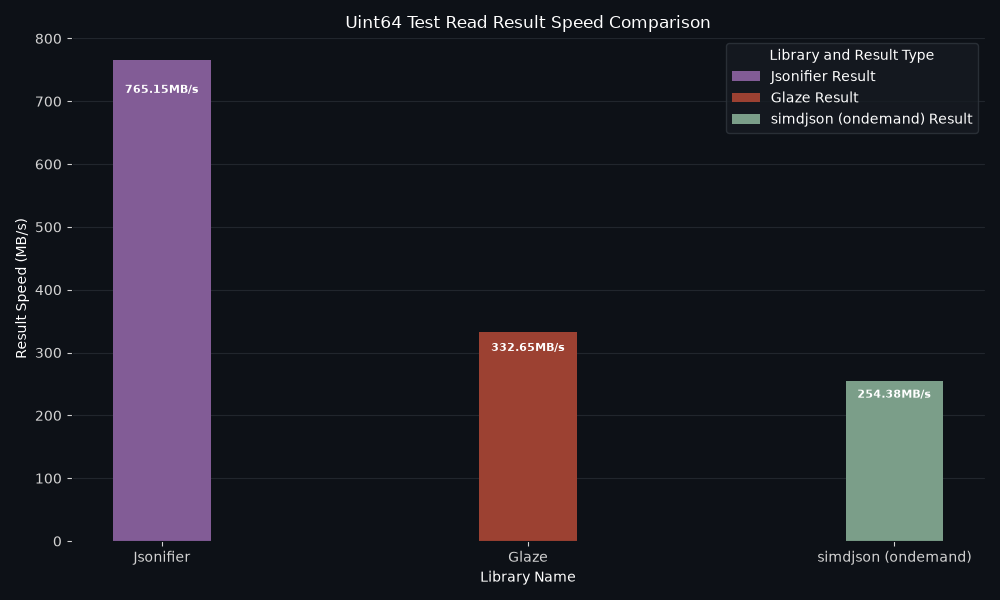 Uint64 Test Read Result Speed Comparison
Library and Result Type
Jsonifier Result
Glaze Result
simdjson (ondemand) Result
Result Speed (MB/s)
800
700
600
500
400
300
200
100
0
765.15MB/s
332.65MB/s
254.38MB/s
Jsonifier
Glaze
simdjson (ondemand)
Library Name